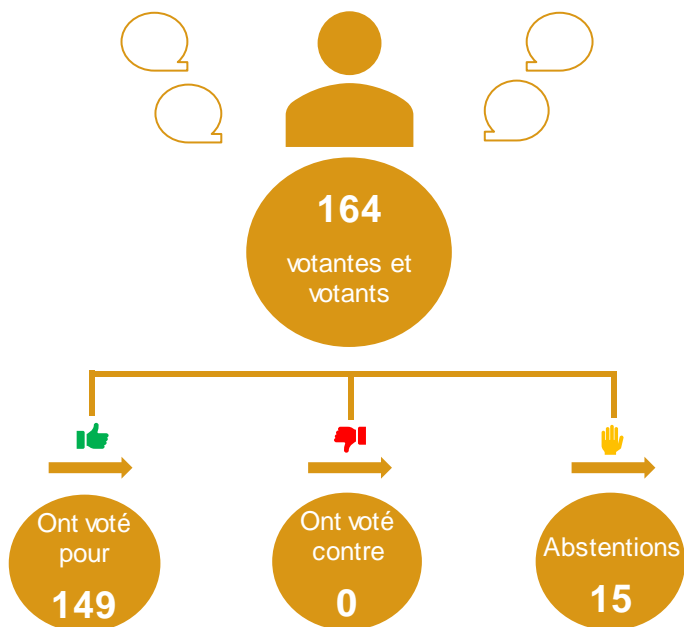 164
votantes et
votants
Ont voté
pour
149
Ont voté
contre
0
Abstentions
15